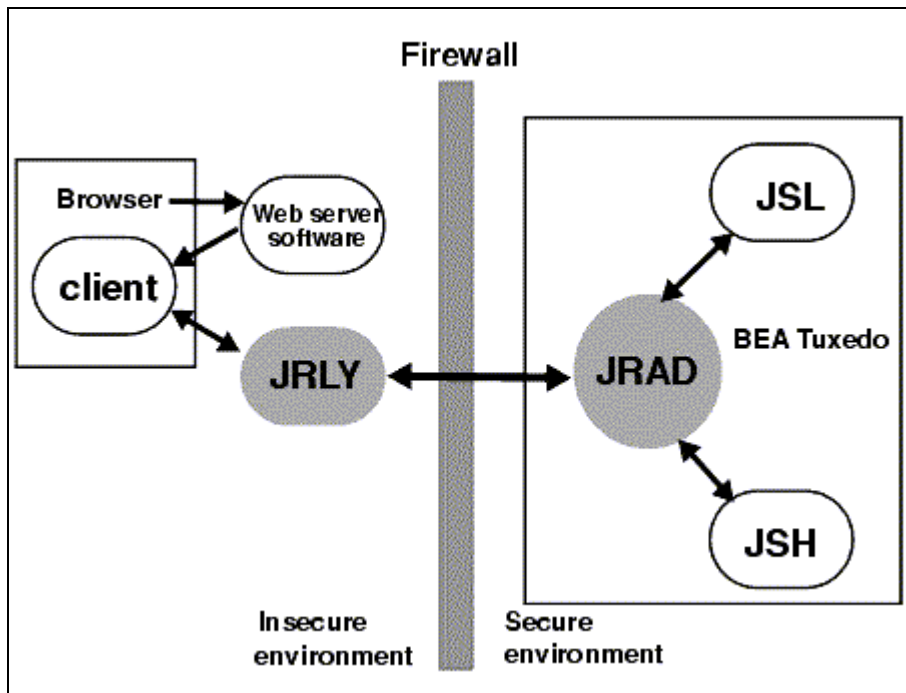 Firewall
Browser
Web server
software
client
JRLY
JSL
BEA Tuxedo
JRAD
JSH
Insecure
environment
Secure
environment